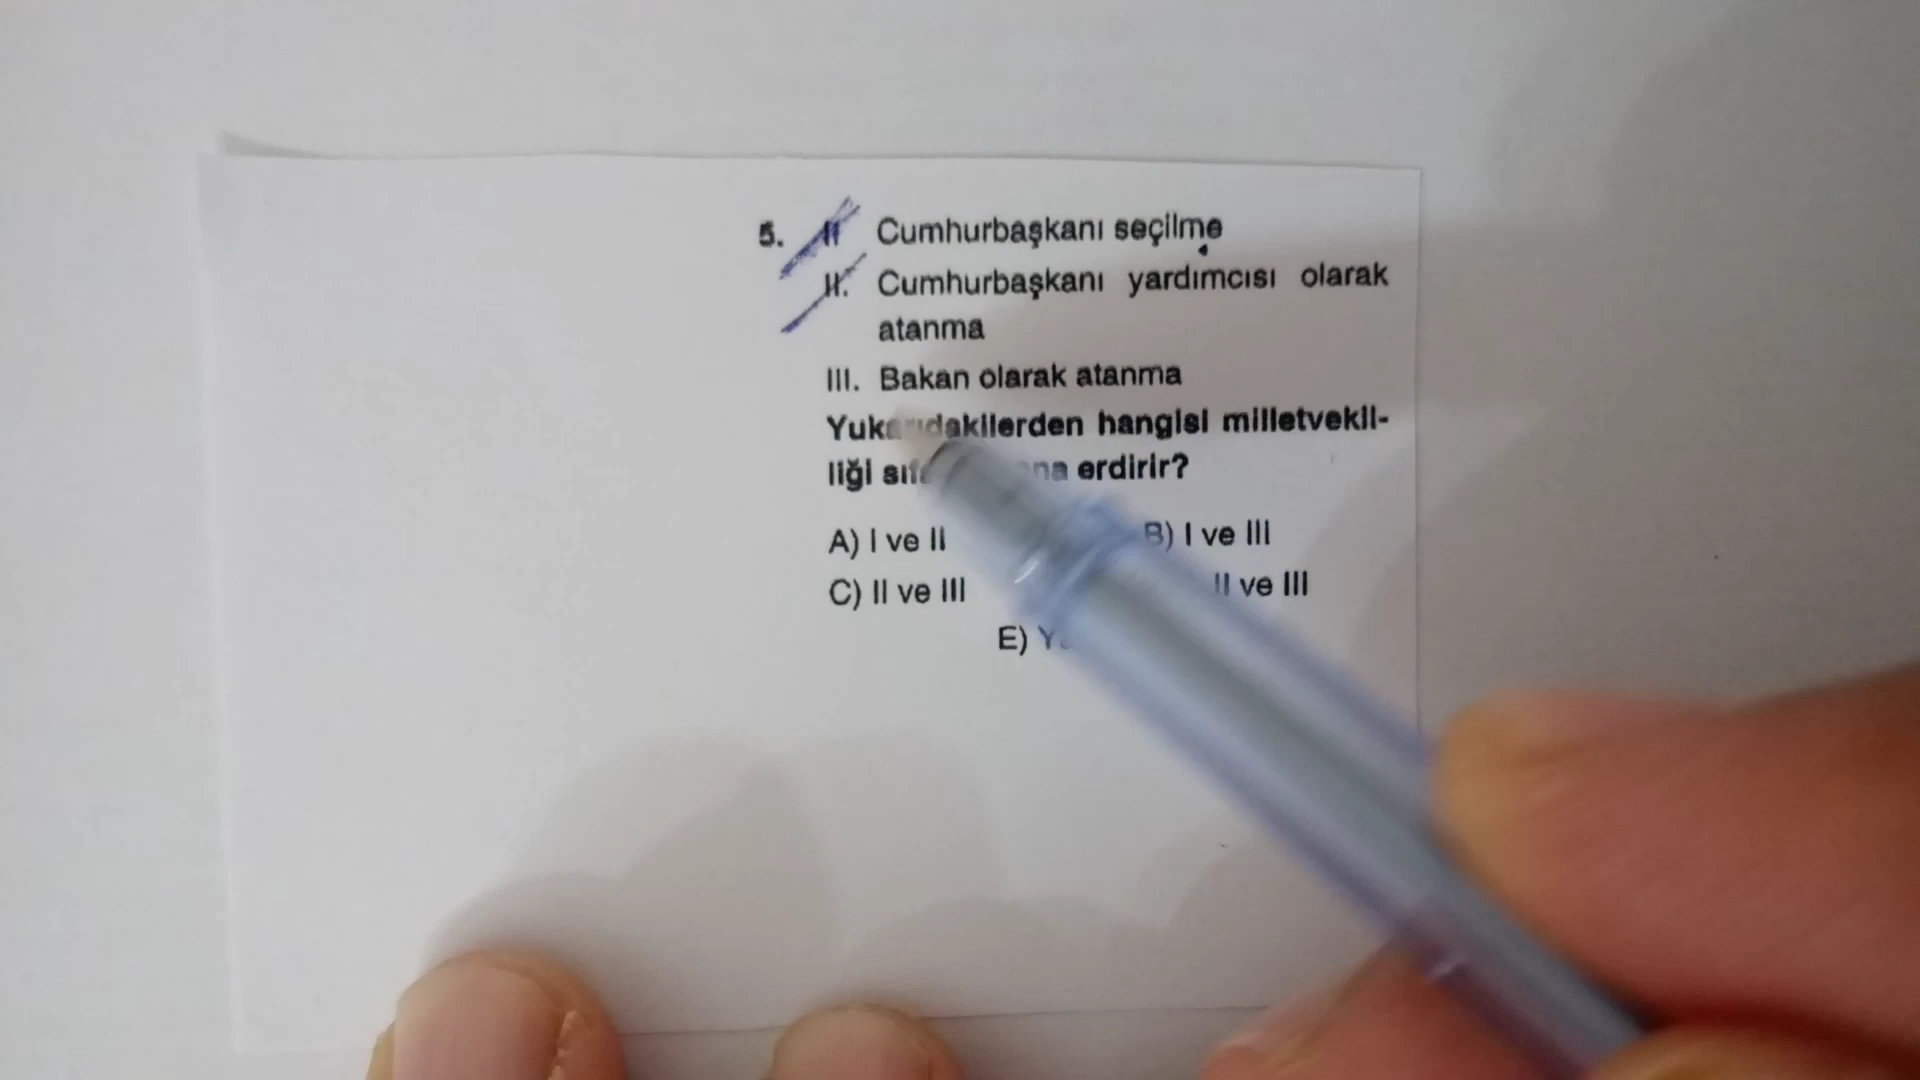 5. Cumhurbaşkanı seçilme
II. Cumhurbaşkanı yardımcısı olarak
atanma
III. Bakan olarak atanma
Yukarıdakilerden hangisi milletvekil-
liği erdirir?
A) I ve II B) I ve III
C) II ve III II ve III
E)